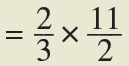 = 2/3 × 11/2